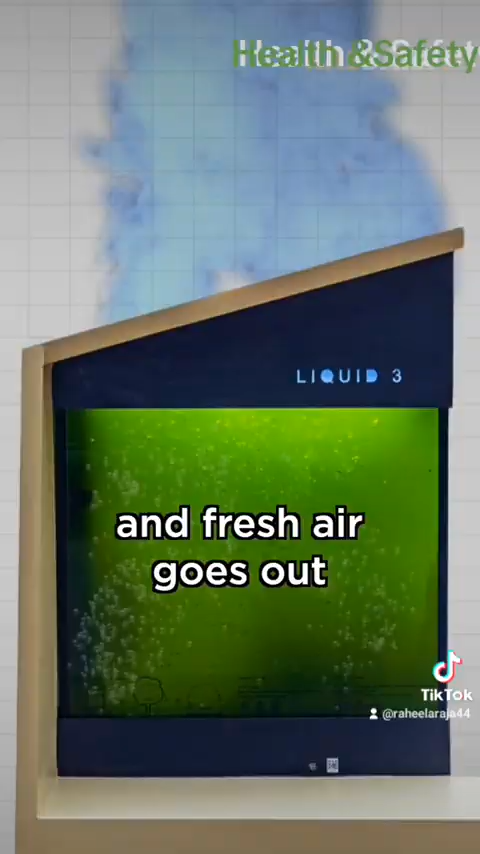 Health & Safety
LIQUID 3
and fresh air
goes out
TikTok
@raheelaraja44